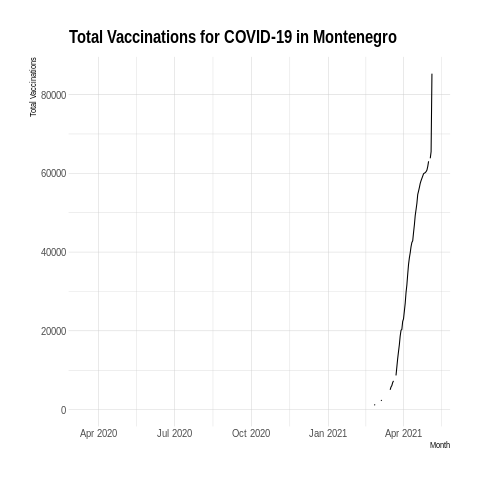 Total Vaccinations for COVID-19 in Montenegro
Total Vaccinations
80000
60000
40000
20000
0
Apr 2020 Jul 2020 Oct 2020 Jan 2021 Apr 2021
Month